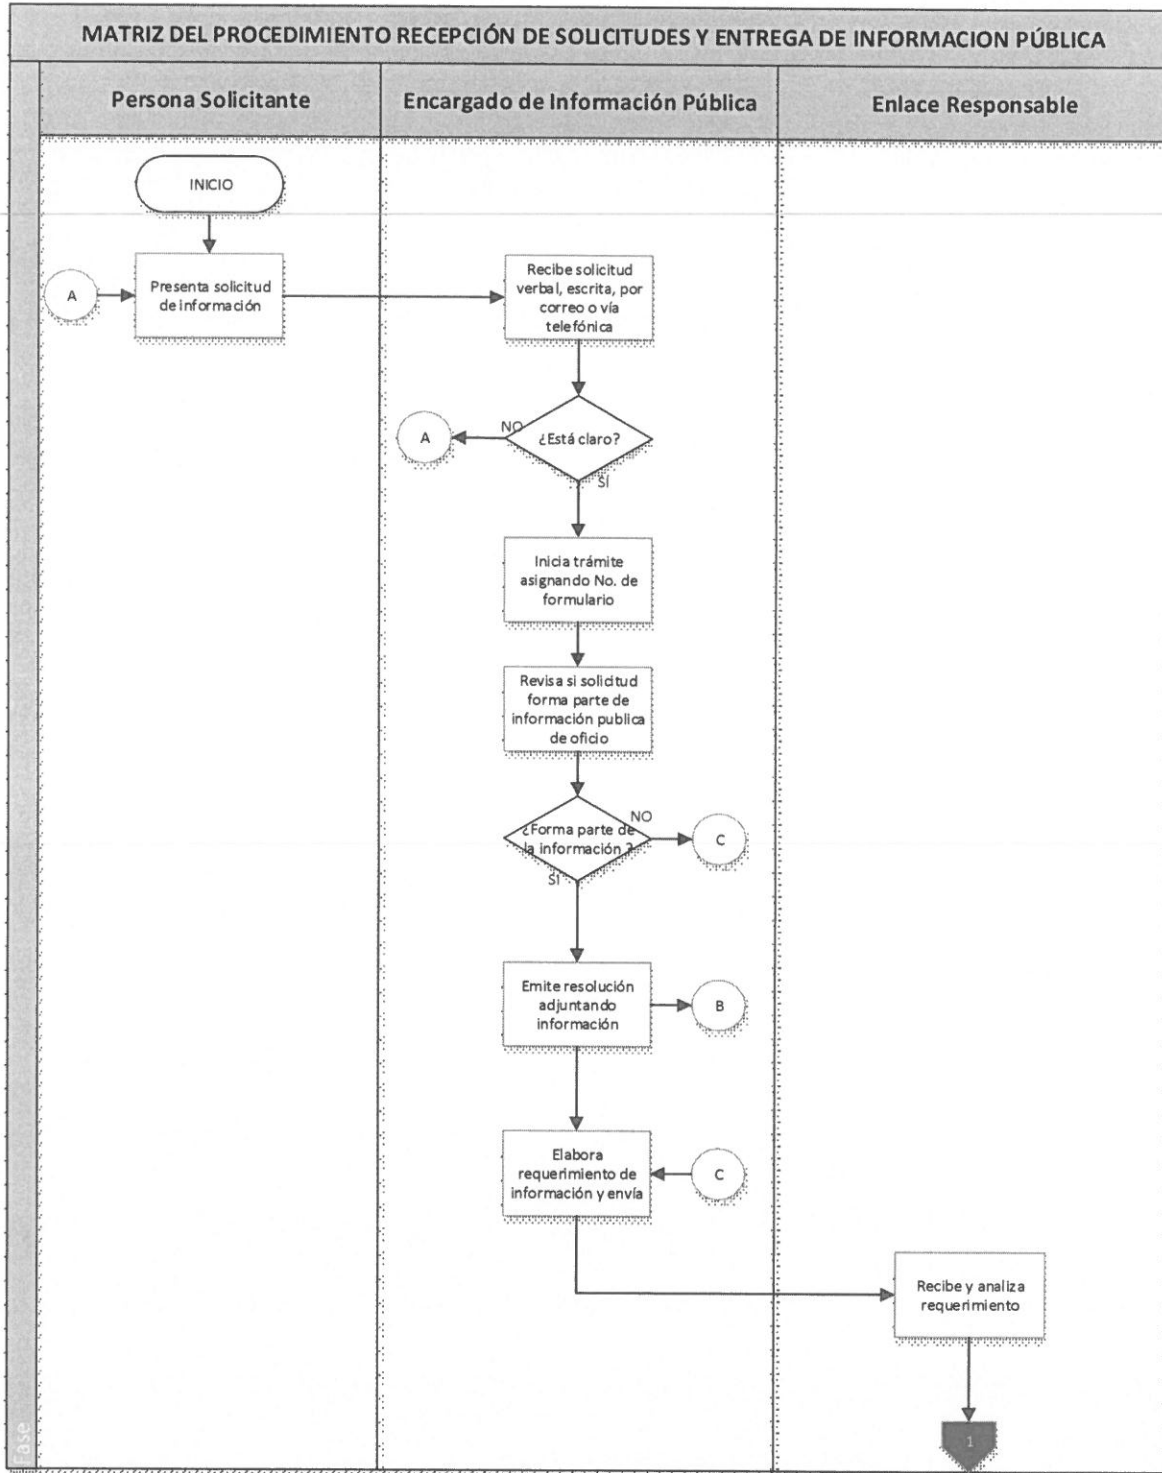 MATRIZ DEL PROCEDIMIENTO RECEPCIÓN DE SOLICITUDES Y ENTREGA DE INFORMACION PÚBLICA
Persona Solicitante
Encargado de Información Pública
Enlace Responsable
INICIO
A
Presenta solicitud
de información
Recibe solicitud
verbal, escrita, por
correo o vía
telefónica
A
NO
¿Está claro?
SÍ
Inicia trámite
asignando No. de
formulario
Revisa si solicitud
forma parte de
información publica
de oficio
¿Forma parte de
la información ?
NO
C
SI
Emite resolución
adjuntando
información
B
Elabora
requerimiento de
información y envía
C
Recibe y analiza
requerimiento
1
Fase